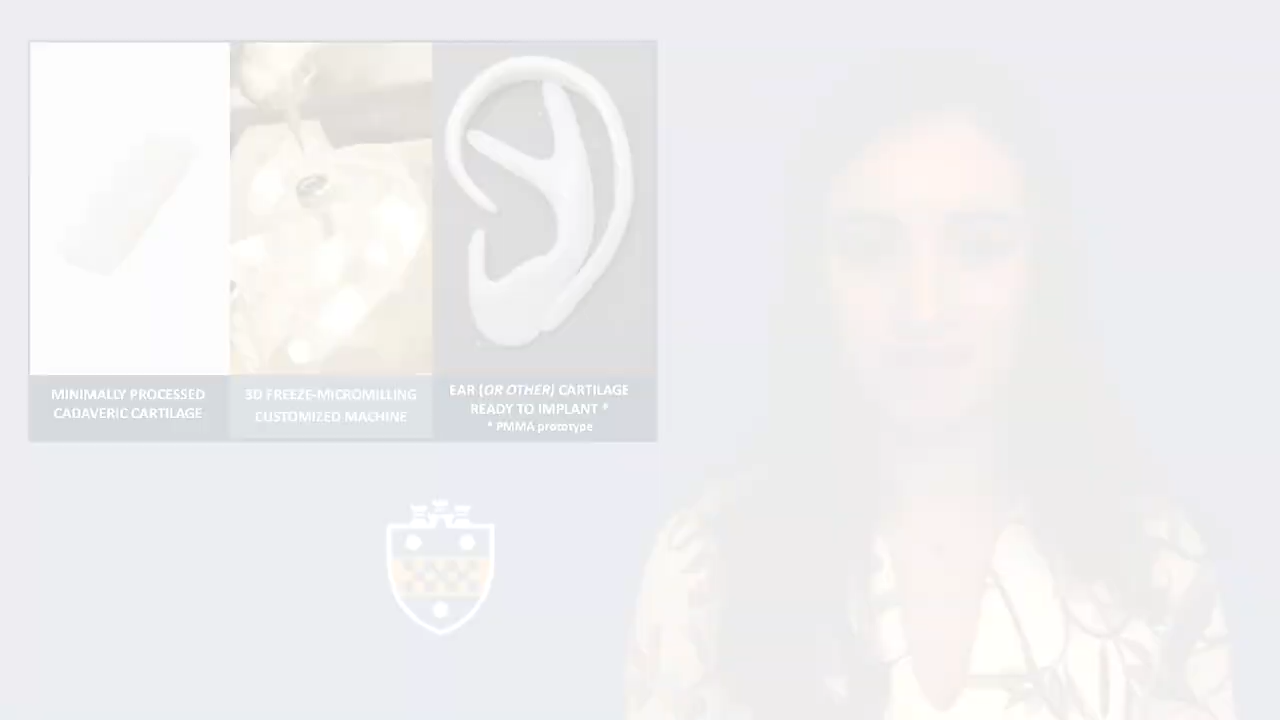 MINIMALLY PROCESSED
CADAVERIC CARTILAGE
3D FREEZE-MICROMILLING
CUSTOMIZED MACHINE
EAR (OR OTHER) CARTILAGE
READY TO IMPLANT *
* PMMA prototype